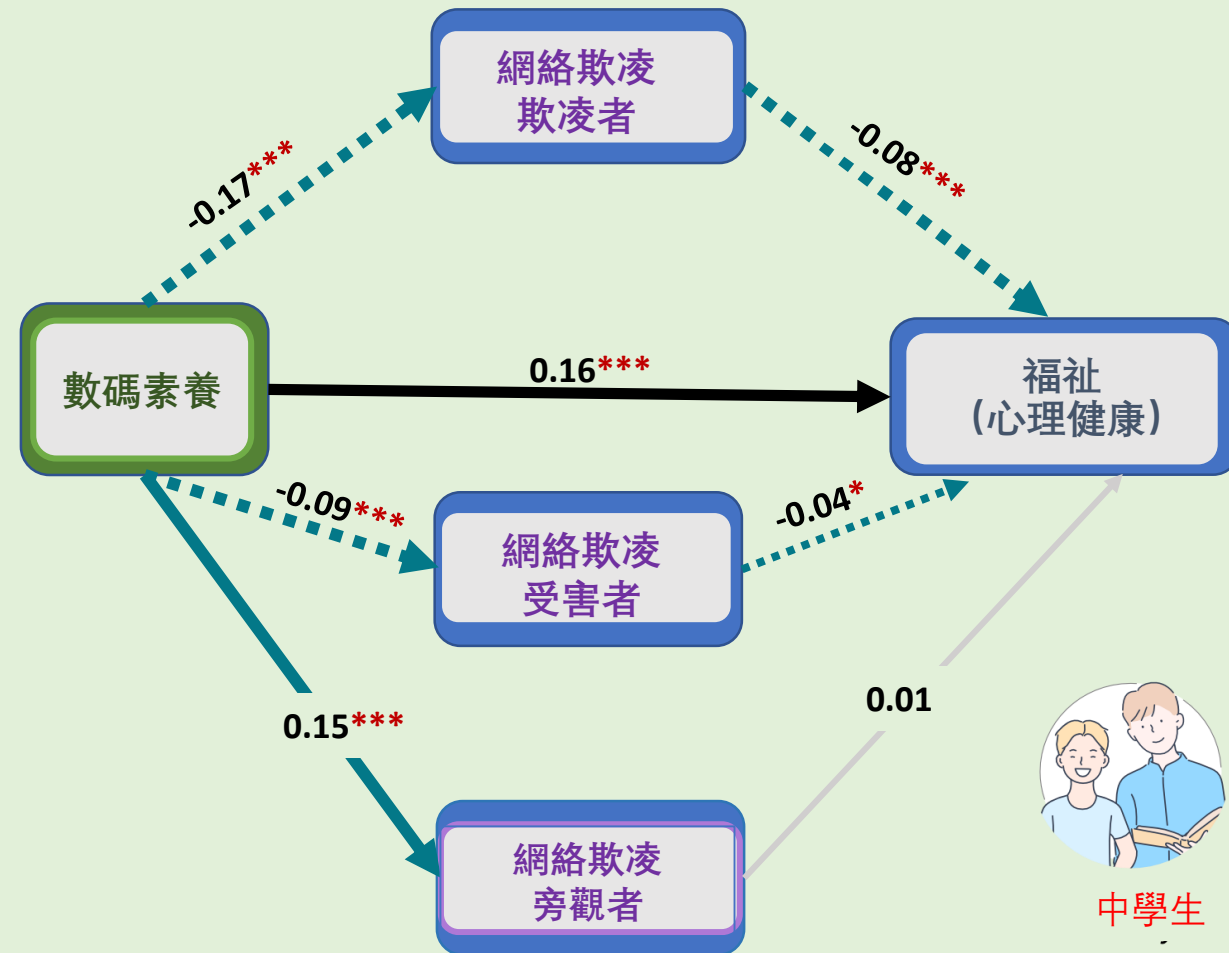 網絡欺凌
欺凌者
-0.17***
-0.08***
數碼素養
0.16***
福祉
(心理健康)
-0.09***
-0.04*
網絡欺凌
受害者
0.15***
0.01
網絡欺凌
旁觀者
中學生